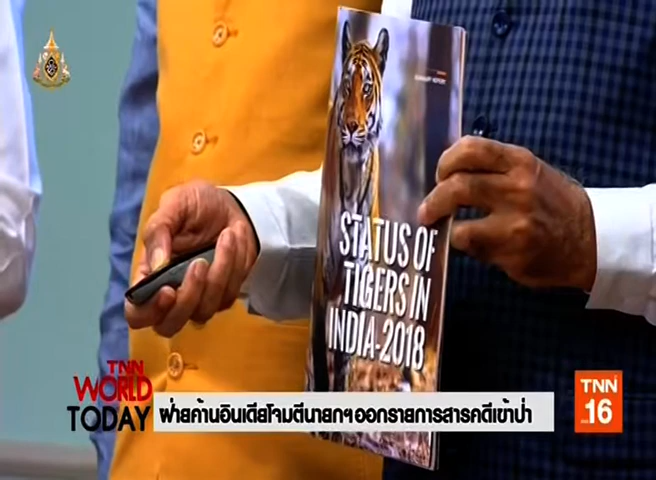 SUMMARY REPORT
STATUS OF
TIGERS IN
INDIA-2018
TNN
WORLD
TODAY
ฝ่ายค้านอินเดียโจมตีนายกฯออกรายการสารคดีเข้าป่า
TNN
16